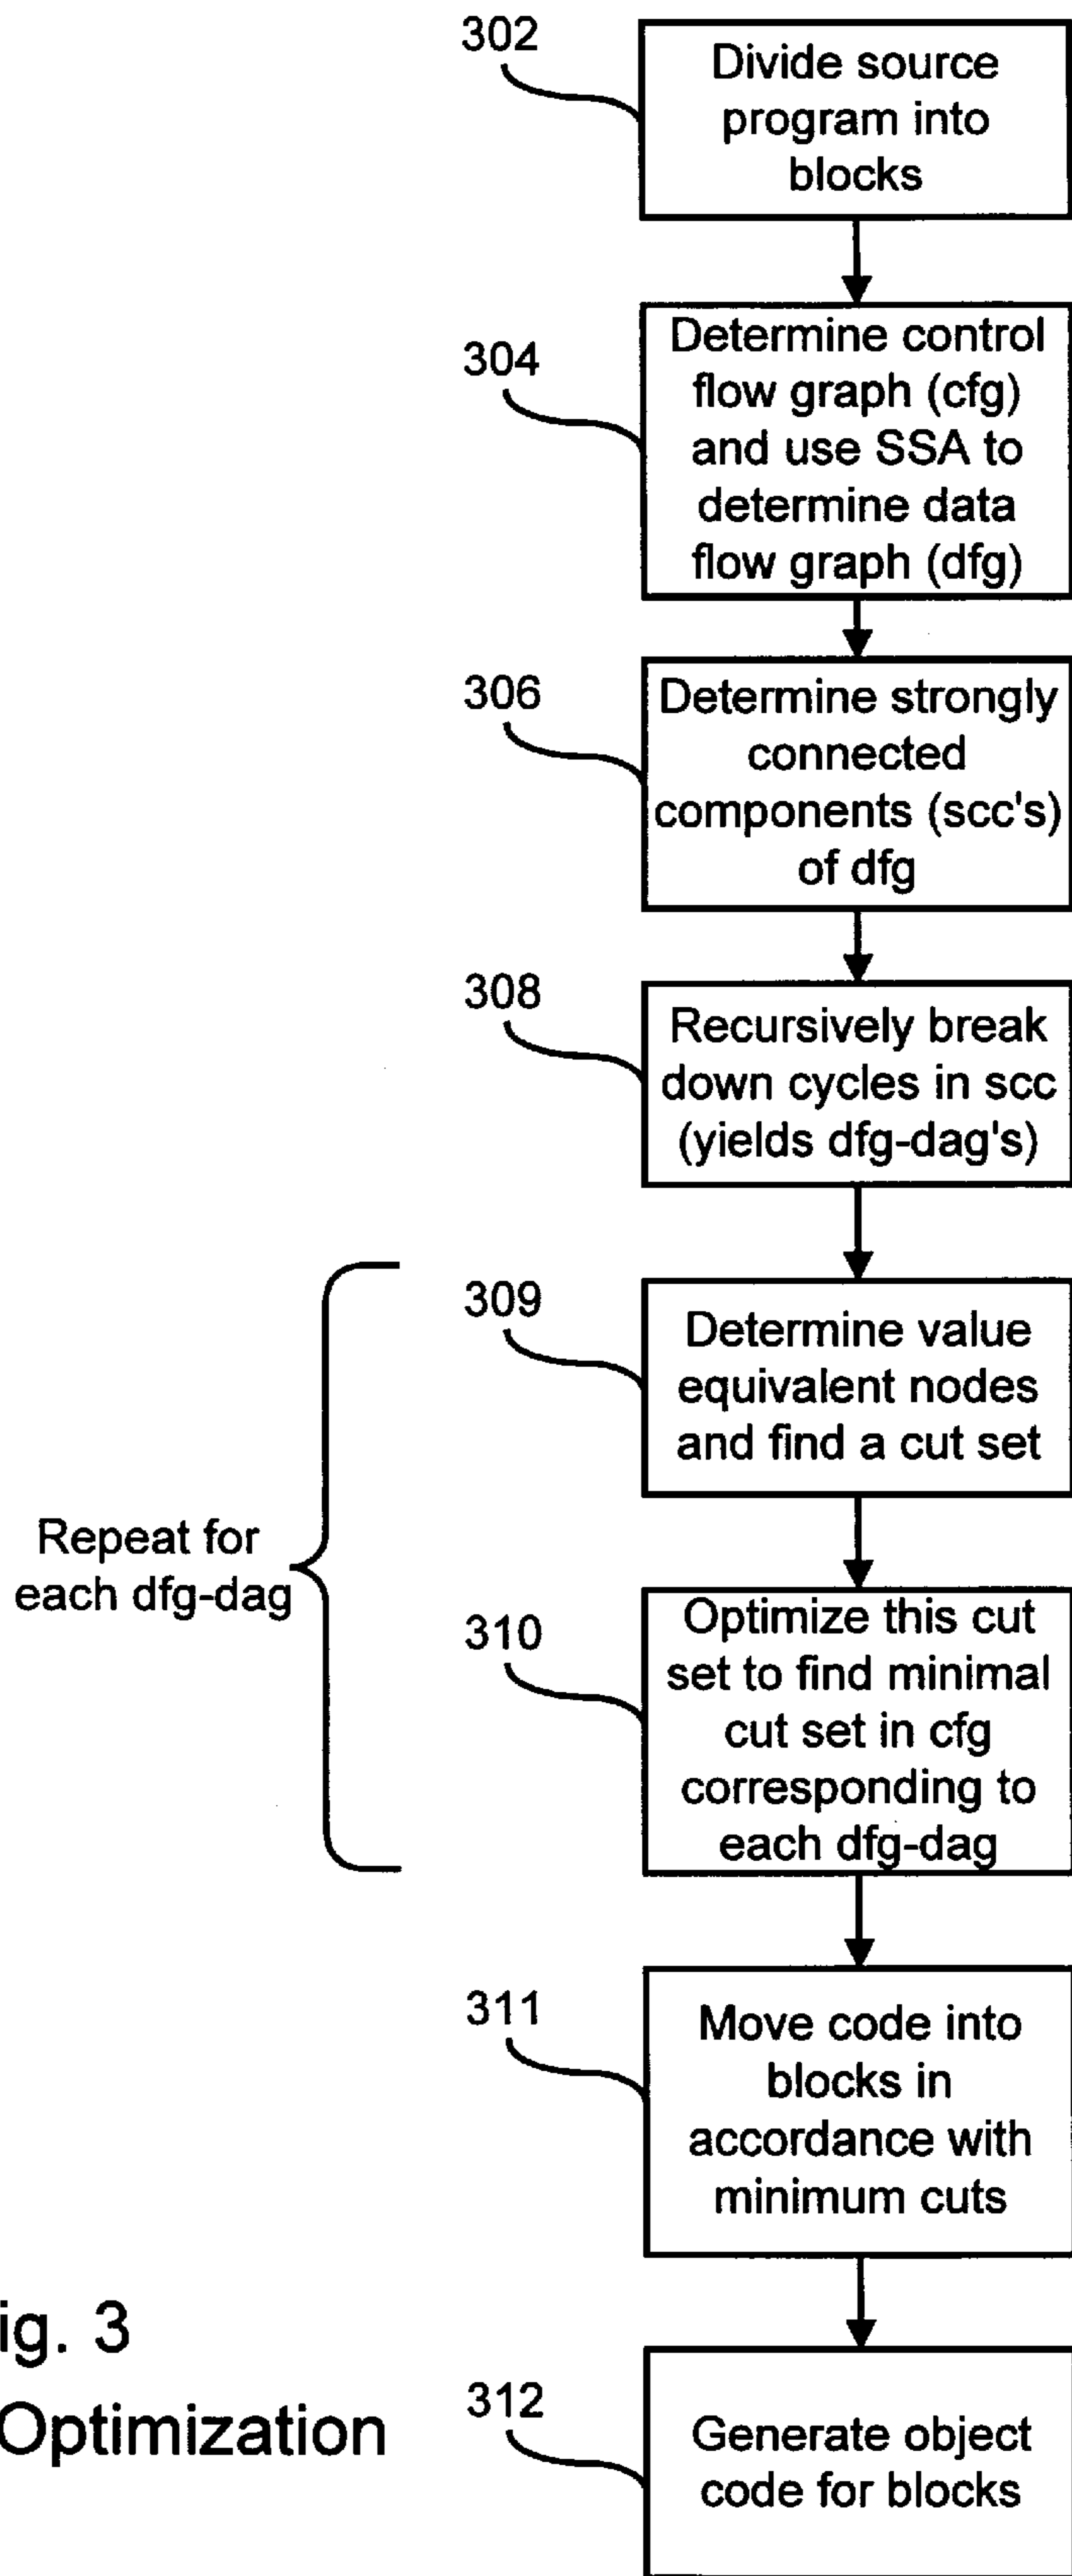 302
Divide source
program into
blocks
304
Determine control
flow graph (cfg)
and use SSA to
determine data
flow graph (dfg)
306
Determine strongly
connected
components (scc's)
of dfg
308
Recursively break
down cycles in scc
(yields dfg-dag's)
309
Determine value
equivalent nodes
and find a cut set
Repeat for
each dfg-dag
310
Optimize this cut
set to find minimal
cut set in cfg
corresponding to
each dfg-dag
311
Move code into
blocks in
accordance with
minimum cuts
ig. 3
Optimization
312
Generate object
code for blocks